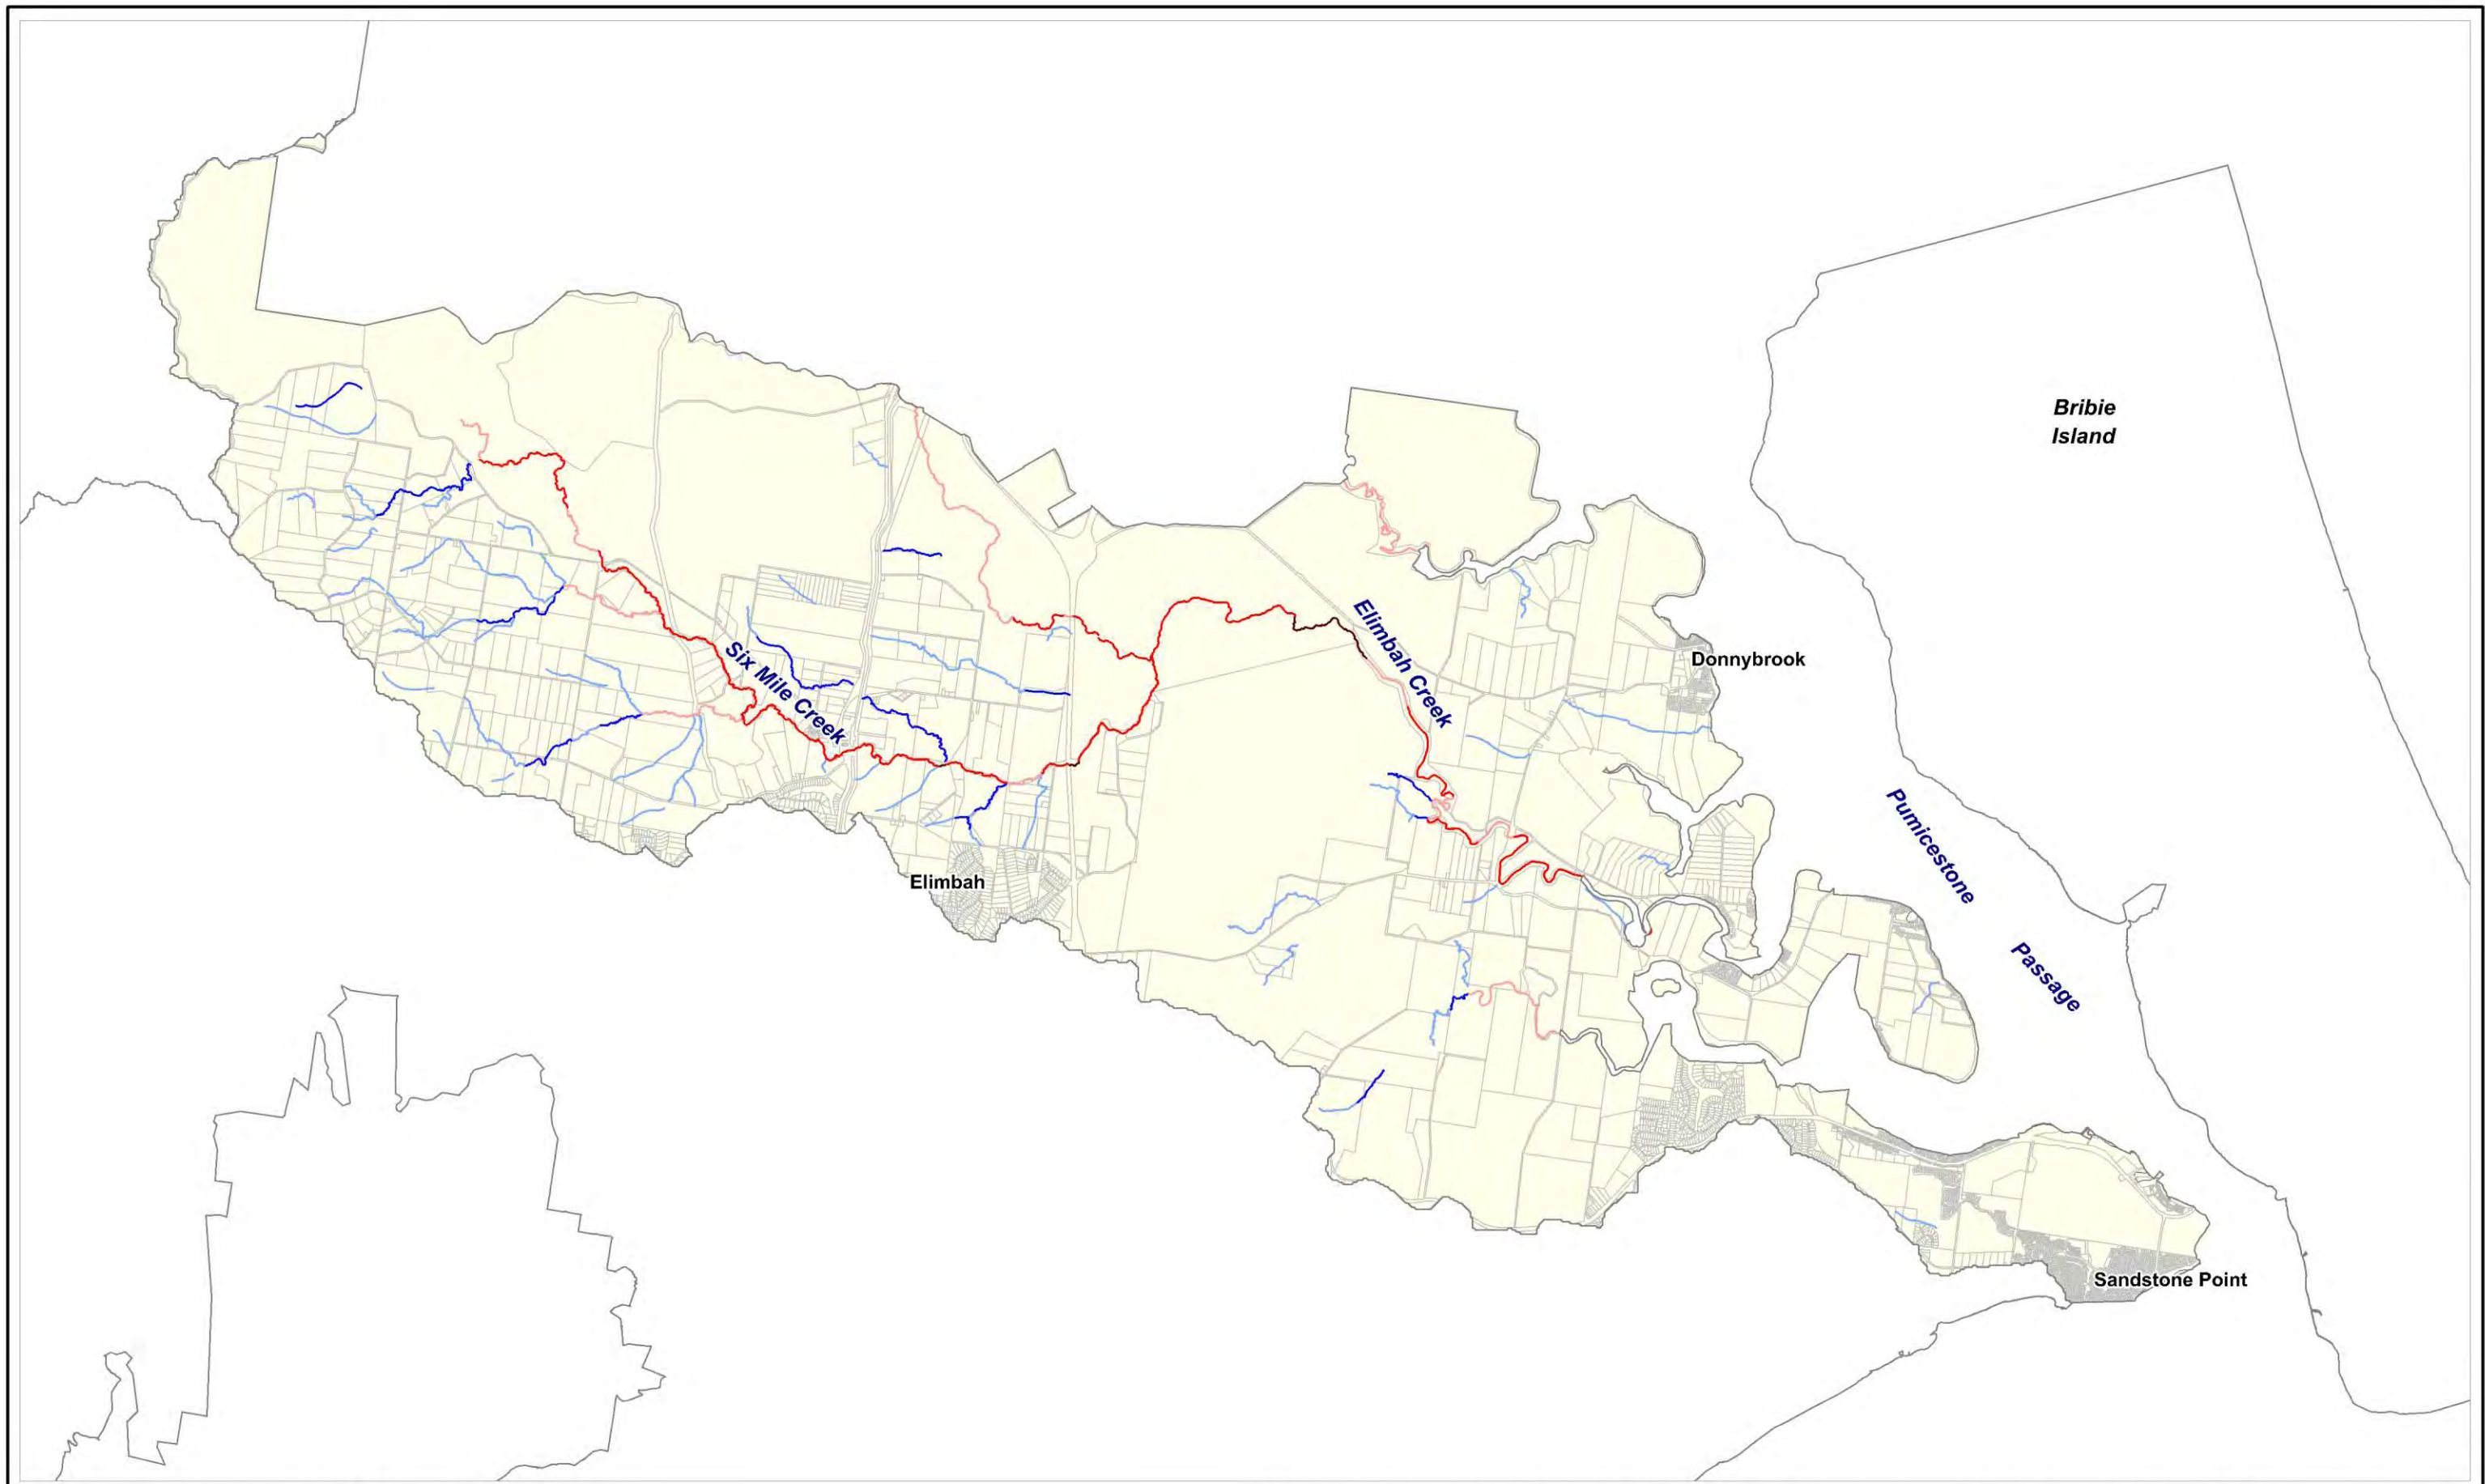 Bribie
Island
Elimbah Creek
Donnybrook
Six Mile Creek
Pumicestone
Elimbah
Passage
Sandstone Point